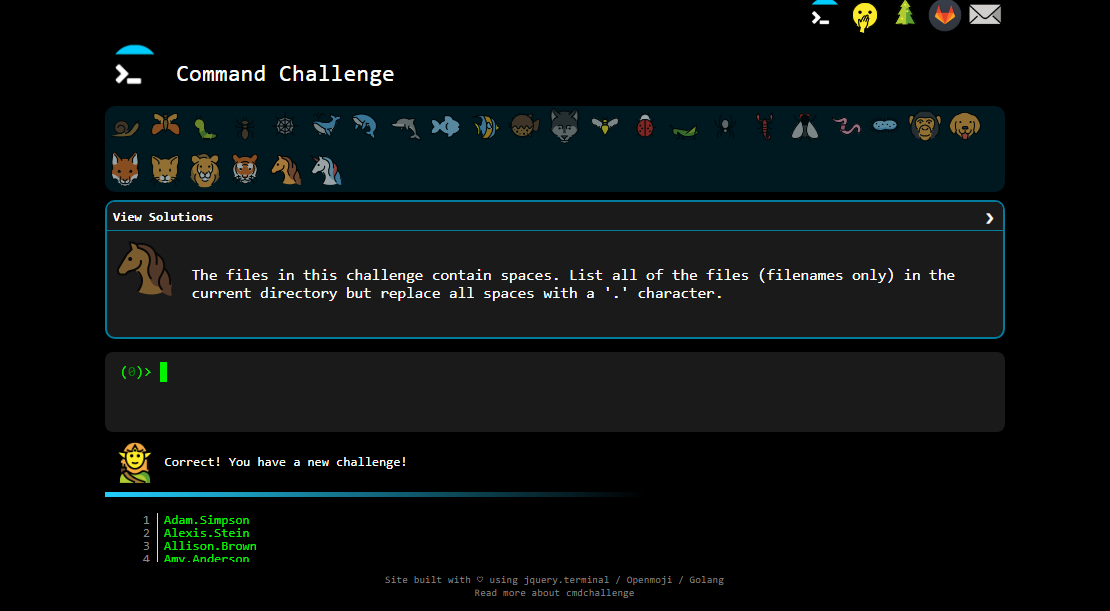 Command Challenge
View Solutions
The files in this challenge contain spaces. List all of the files (filenames only) in the
current directory but replace all spaces with a '.' character.
(0)>
Correct! You have a new challenge!
1 Adam.Simpson
2 Alexis.Stein
3 Allison.Brown
4 Amy.Anderson
Site built with ♡ using jquery.terminal / Openmoji / Golang
Read more about cmdchallenge